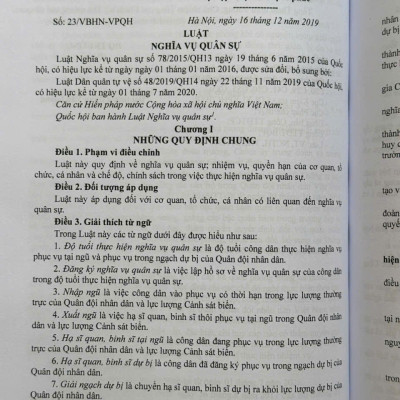 Số: 23/VBHN-VPQH
Hà Nội, ngày 16 tháng 12 năm 2019
LUẬT
NGHĨA VỤ QUÂN SỰ
Luật Nghĩa vụ quân sự số 78/2015/QH13 ngày 19 tháng 6 năm 2015 của Quốc
hội, có hiệu lực kể từ ngày ngày 01 tháng 01 năm 2016, được sửa đổi, bổ sung bởi:
Luật Dân quân tự vệ số 48/2019/QH14 ngày 22 tháng 11 năm 2019 của Quốc hội,
có hiệu lực kể từ ngày 01 tháng 7 năm 2020.
Căn cứ Hiến pháp nước Cộng hòa xã hội chủ nghĩa Việt Nam;
Quốc hội ban hành Luật Nghĩa vụ quân sự¹.
Chương I
NHỮNG QUY ĐỊNH CHUNG
Điều 1. Phạm vi điều chỉnh
Luật này quy định về nghĩa vụ quân sự; nhiệm vụ, quyền hạn của cơ quan, tổ
chức, cá nhân và chế độ, chính sách trong việc thực hiện nghĩa vụ quân sự.
Điều 2. Đối tượng áp dụng
Luật này áp dụng đối với cơ quan, tổ chức, cá nhân có liên quan đến nghĩa vụ
quân sự.
Điều 3. Giải thích từ ngữ
Trong Luật này các từ ngữ dưới đây được hiểu như sau:
1. Độ tuổi thực hiện nghĩa vụ quân sự là độ tuổi công dân thực hiện nghĩa vụ
phục vụ tại ngũ và phục vụ trong ngạch dự bị của Quân đội nhân dân.
2. Đăng ký nghĩa vụ quân sự là việc lập hồ sơ về nghĩa vụ quân sự của công dân
trong độ tuổi thực hiện nghĩa vụ quân sự.
3. Nhập ngũ là việc công dân vào phục vụ có thời hạn trong lực lượng thường
trực của Quân đội nhân dân và lực lượng Cảnh sát biển.
4. Xuất ngũ là việc hạ sĩ quan, binh sĩ thôi phục vụ tại ngũ trong Quân đội nhân
dân và lực lượng Cảnh sát biển.
5. Hạ sĩ quan, binh sĩ tại ngũ là công dân đang phục vụ trong lực lượng thường
trực của Quân đội nhân dân và lực lượng Cảnh sát biển.
6. Hạ sĩ quan, binh sĩ dự bị là công dân đã đăng ký phục vụ trong ngạch dự bị của
Quân đội nhân dân.
7. Giải ngạch dự bị là chuyển hạ sĩ quan, binh sĩ dự bị ra khỏi lực lượng dự bị của
Quân đội nhân dân.
nhân
dự bị
thực
gia C
thành
thành
huy c
trào v
tạo
đoàn
quyề
hiện
điểm